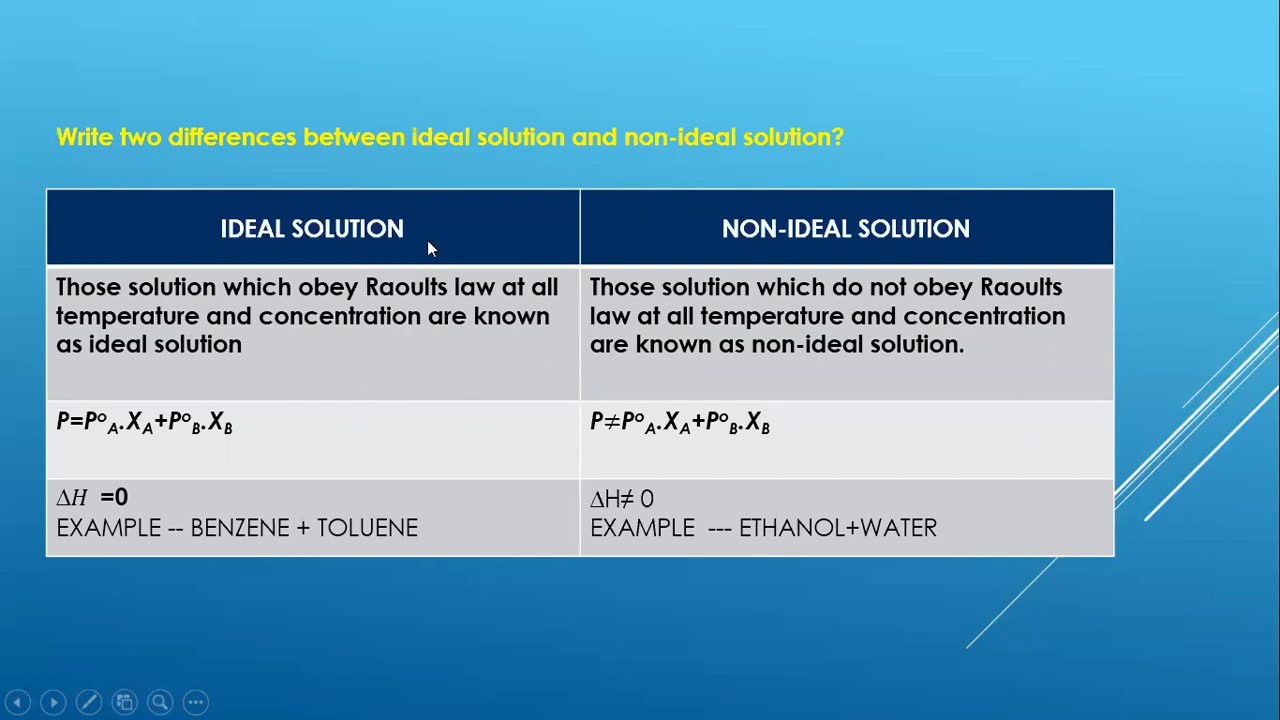 Write two differences between ideal solution and non-ideal solution?
IDEAL SOLUTION
NON-IDEAL SOLUTION
Those solution which obey Raoults law at all
temperature and concentration are known
as ideal solution
Those solution which do not obey Raoults
law at all temperature and concentration
are known as non-ideal solution.
P=P°A.XA+P°B.XB
P≠P°A.XA+P°B.XB
∆H =0
EXAMPLE -- BENZENE + TOLUENE
∆H≠ 0
EXAMPLE --- ETHANOL+WATER